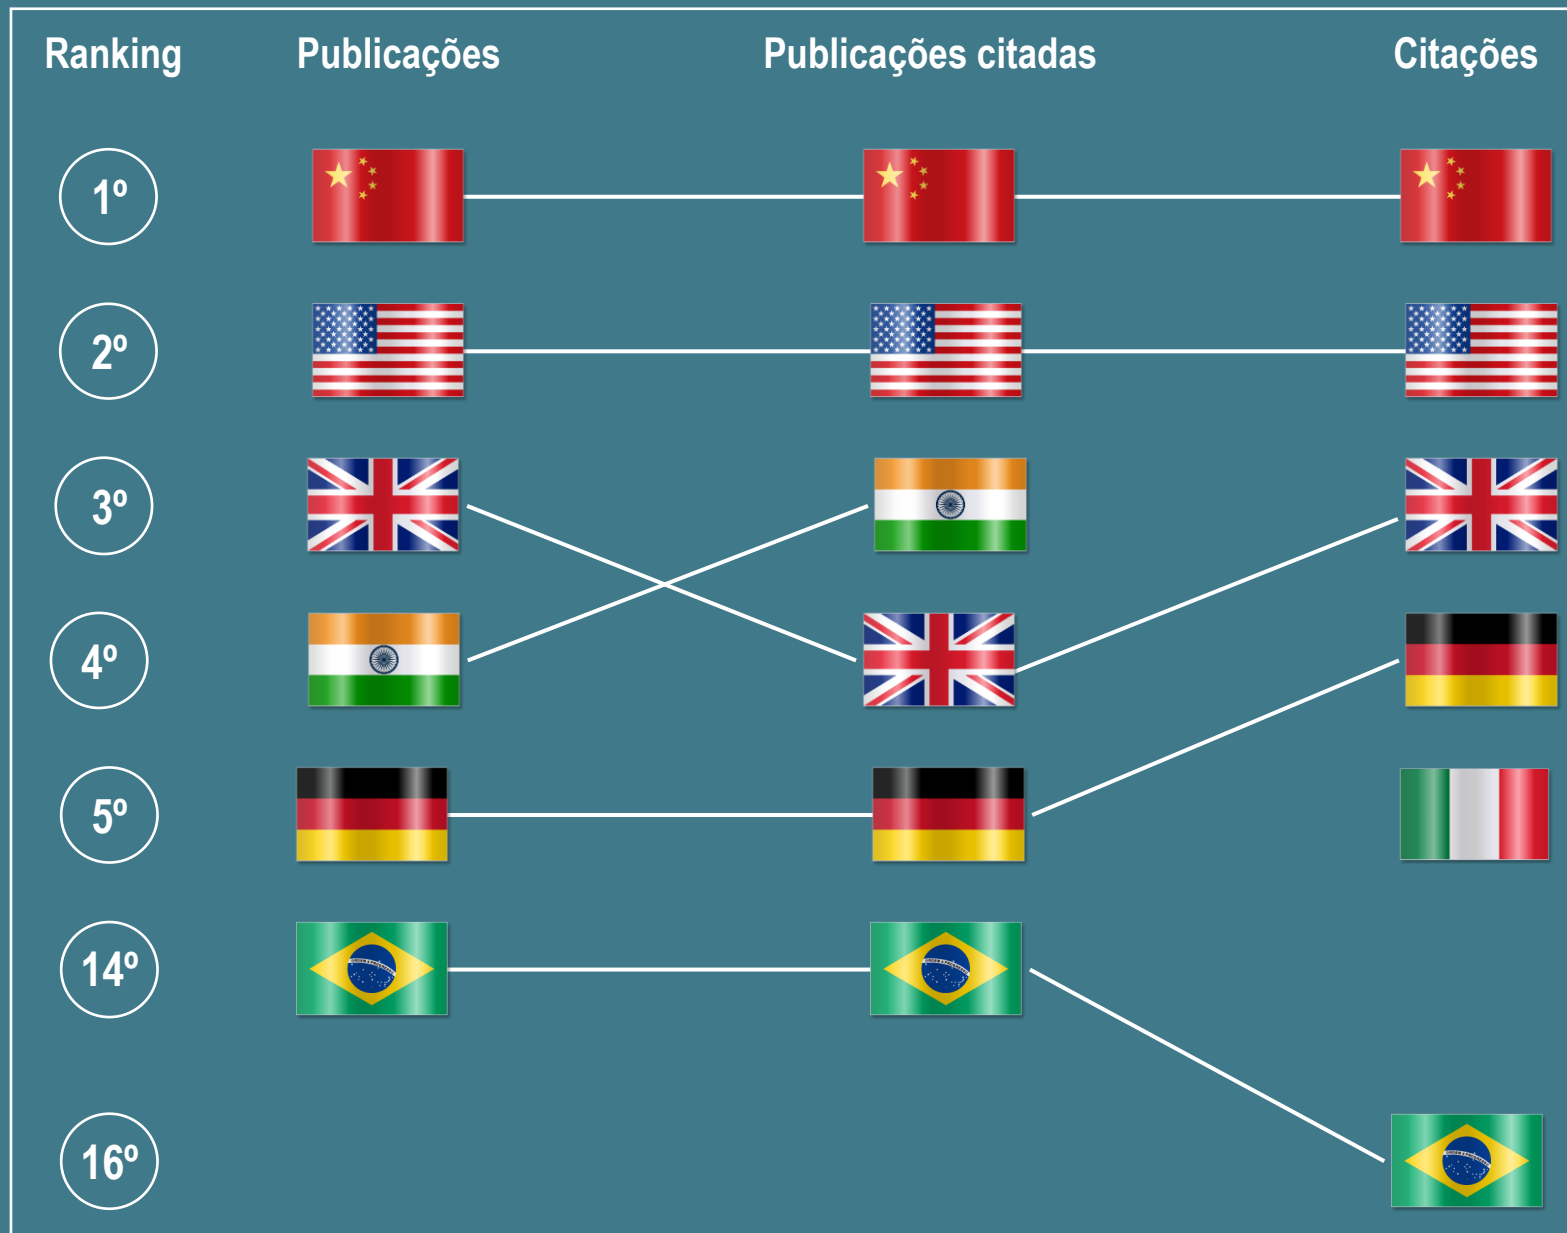 Ranking Publicações Publicações citadas Citações
1º
2º
3º
4º
5º
14º
16º